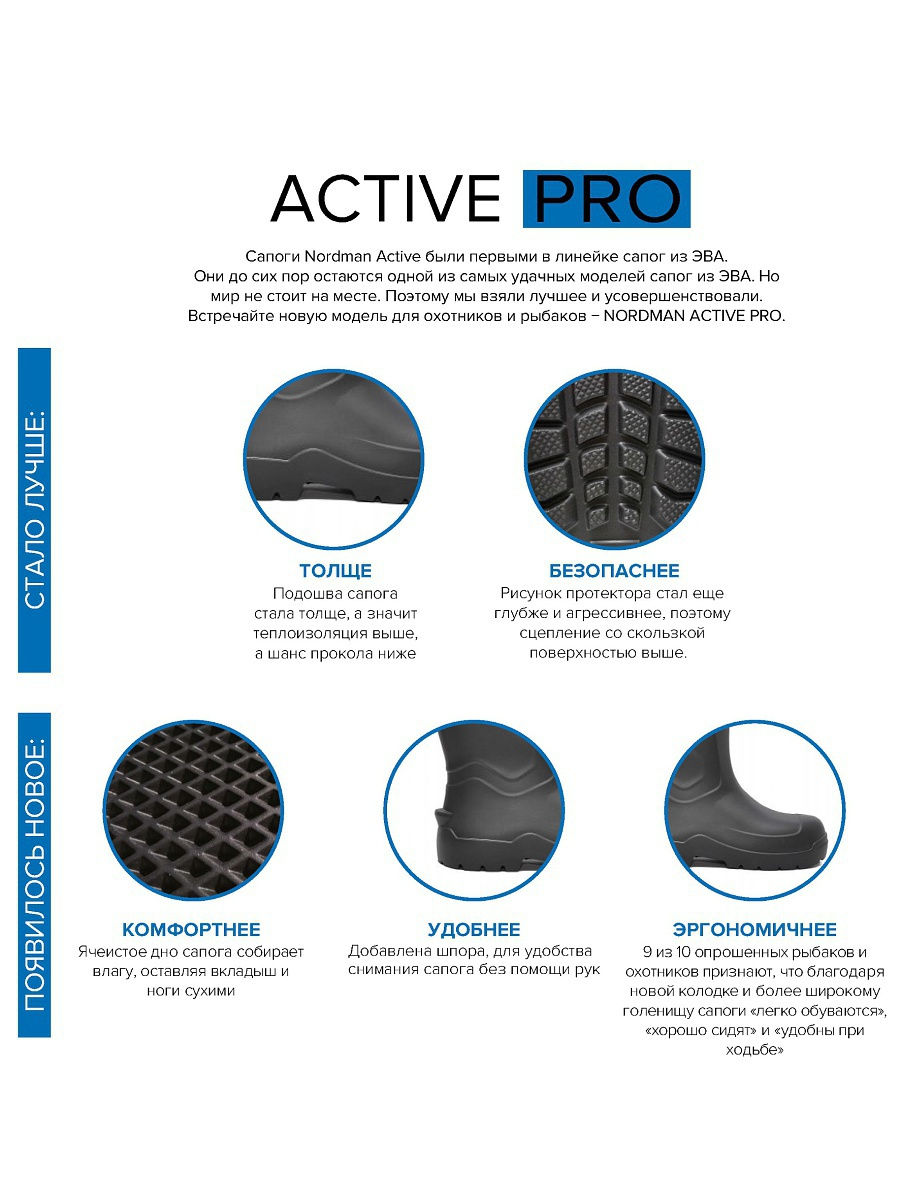 ACTIVE PRO
Сапоги Nordman Active были первыми в линейке сапог из ЭВА.
Они до сих пор остаются одной из самых удачных моделей сапог из ЭВА. Но
мир не стоит на месте. Поэтому мы взяли лучшее и усовершенствовали.
Встречайте новую модель для охотников и рыбаков – NORDMAN ACTIVE PRO.
СТАЛО ЛУЧШЕ:
ТОЛЩЕ
Подошва сапога
стала толще, а значит
теплоизоляция выше,
а шанс прокола ниже
БЕЗОПАСНЕЕ
Рисунок протектора стал еще
глубже и агрессивнее, поэтому
сцепление со скользкой
поверхностью выше.
ПОЯВИЛОСЬ НОВОЕ:
КОМФОРТНЕЕ
Ячеистое дно сапога собирает
влагу, оставляя вкладыш и
ноги сухими
УДОБНЕЕ
Добавлена шпора, для удобства
снимания сапога без помощи рук
ЭРГОНОМИЧНЕЕ
9 из 10 опрошенных рыбаков и
охотников признают, что благодаря
новой колодке и более широкому
голенищу сапоги «легко обуваются»,
«хорошо сидят» и «удобны при
ходьбе»